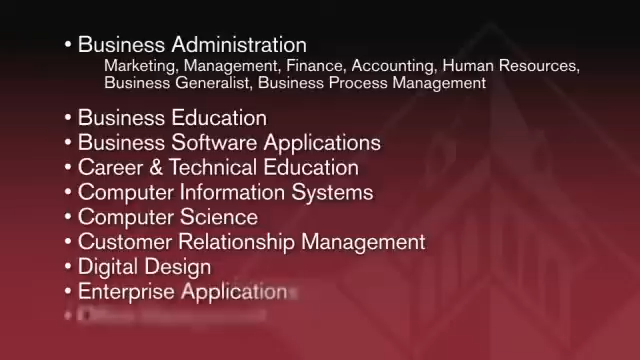 • Business Administration
Marketing, Management, Finance, Accounting, Human Resources,
Business Generalist, Business Process Management
• Business Education
• Business Software Applications
• Career & Technical Education
• Computer Information Systems
• Computer Science
• Customer Relationship Management
• Digital Design
• Enterprise Applications